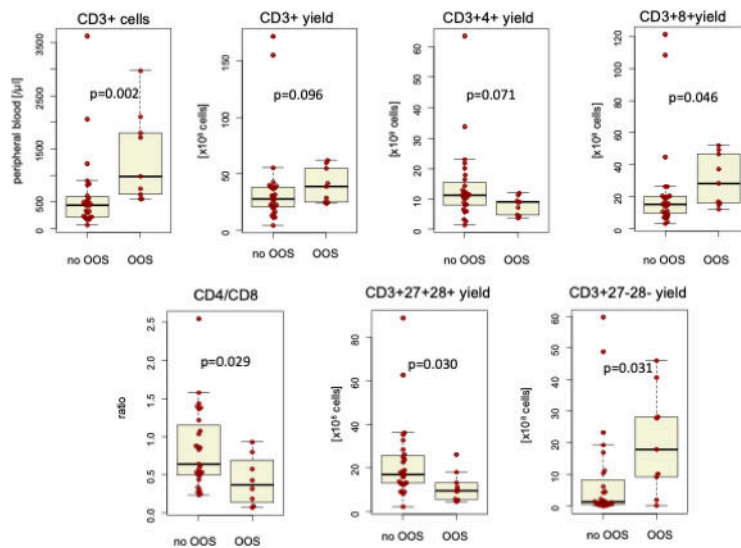 CD3+ cells
peripheral blood [/µl]
3500
2500
1500
500
0
p=0.002
no OOS
OOS
CD3+ yield
[x10⁸ cells]
150
100
50
0
p=0.096
no OOS
OOS
CD3+4+ yield
[x10⁸ cells]
60
50
40
30
20
10
0
p=0.071
no OOS
OOS
CD3+8+yield
[x10⁸ cells]
120
100
80
60
40
20
0
p=0.046
no OOS
OOS
CD4/CD8
ratio
2.5
2.0
1.5
1.0
0.5
0.0
p=0.029
no OOS
OOS
CD3+27+28+ yield
[x10⁸ cells]
80
60
40
20
0
p=0.030
no OOS
OOS
CD3+27-28- yield
[x10⁸ cells]
60
50
40
30
20
10
0
p=0.031
no OOS
OOS